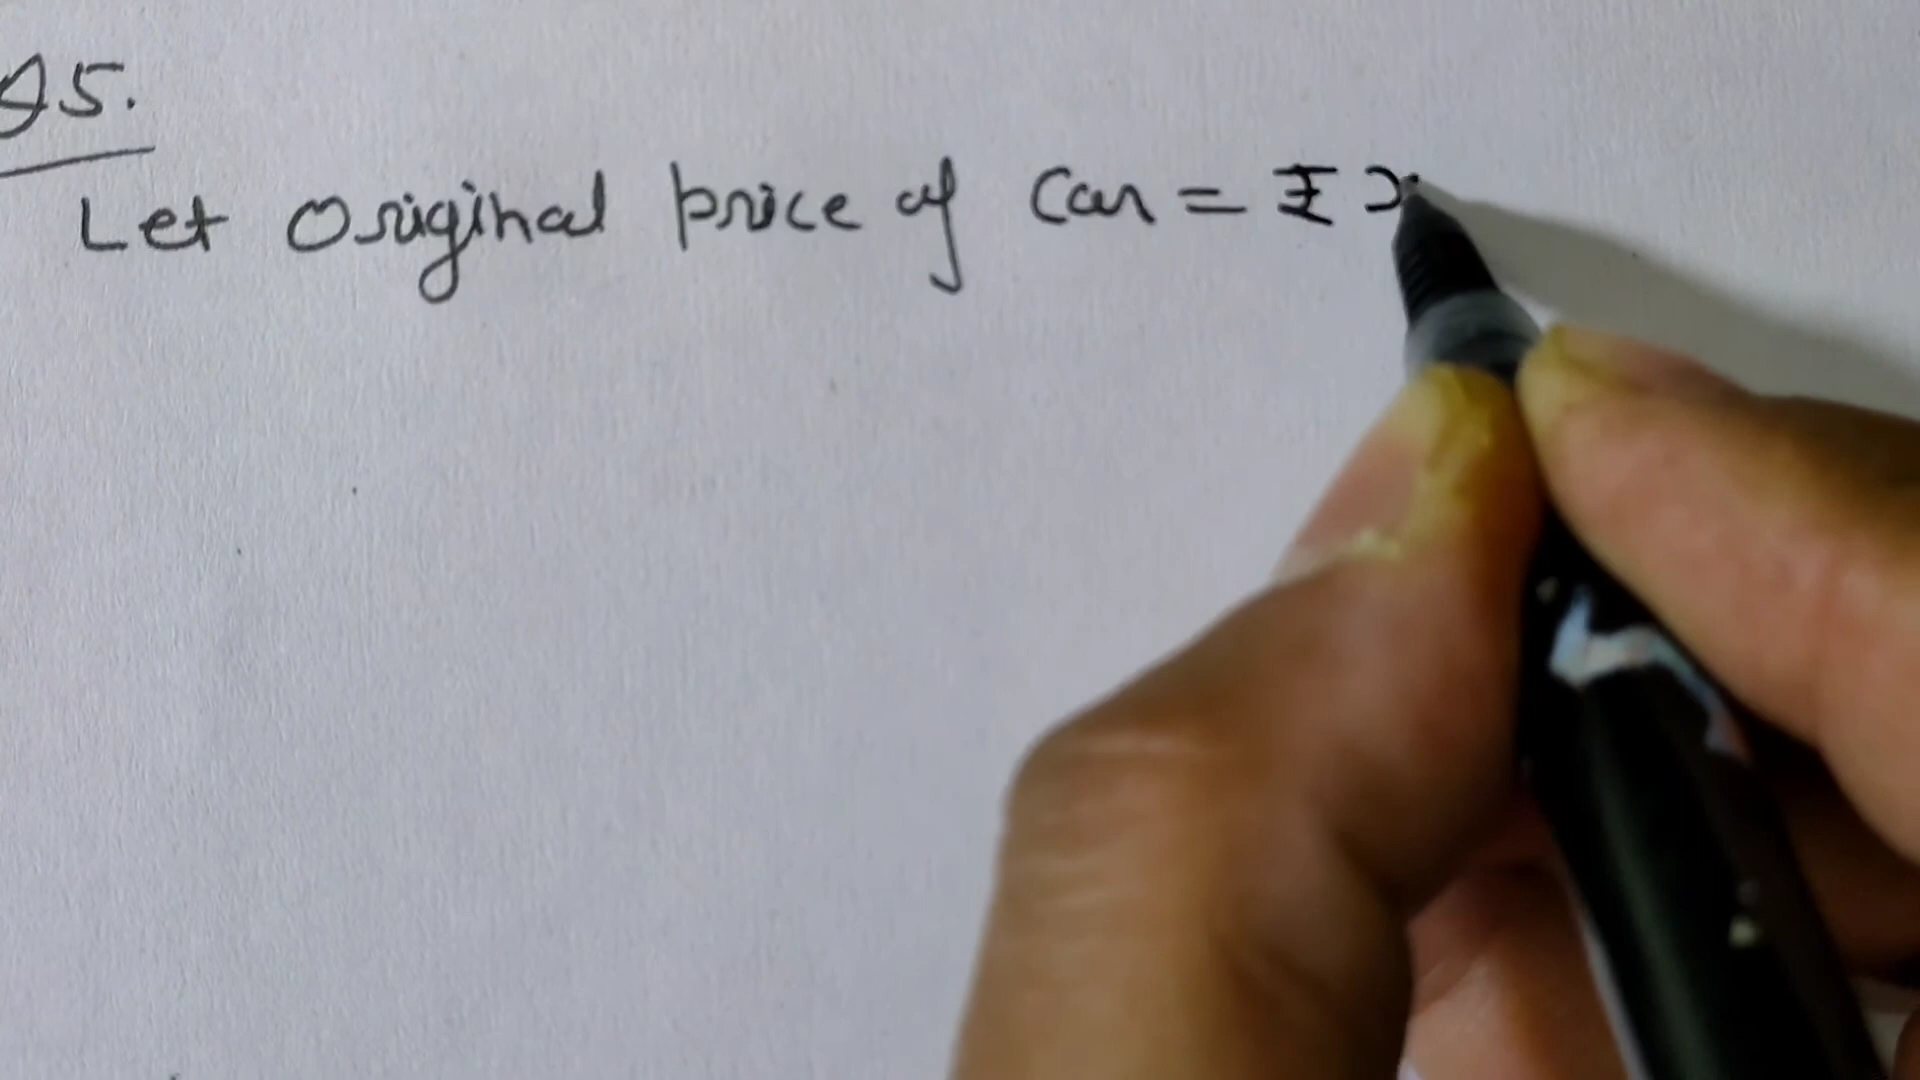 Q5.
Let Original price of Car = ₹ x